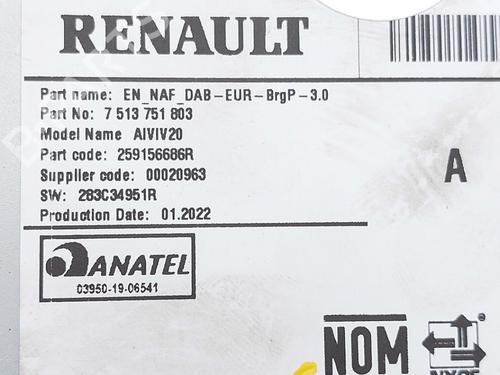 RENAULT
Part name: EN_NAF_DAB-EUR-BrgP-3.0
Part No: 7 513 751 803
Model Name AIVIV20
Part code: 259156686R
Supplier code: 00020963
SW: 283C34951R
Production Date: 01.2022
A
ANATEL
03950-19-06541
NOM